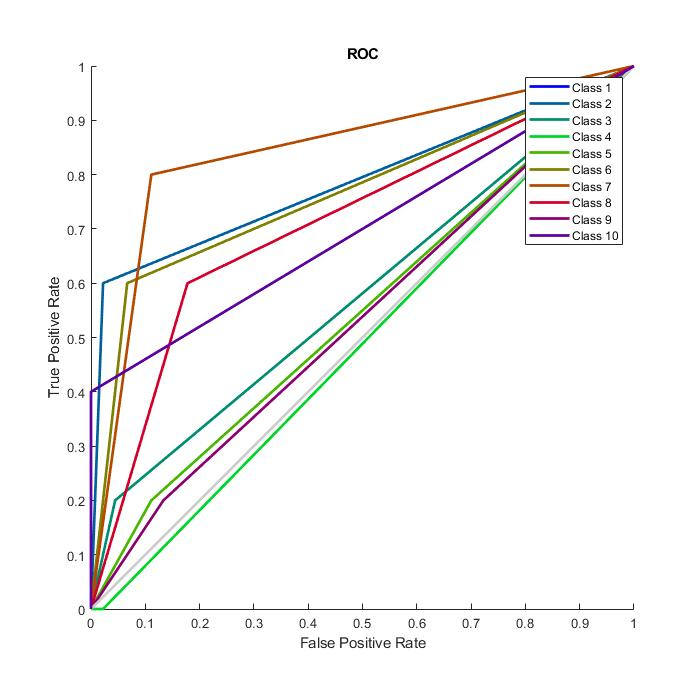 ROC
True Positive Rate
1
0.9
0.8
0.7
0.6
0.5
0.4
0.3
0.2
0.1
0
Class 1
Class 2
Class 3
Class 4
Class 5
Class 6
Class 7
Class 8
Class 9
Class 10
0 0.1 0.2 0.3 0.4 0.5 0.6 0.7 0.8 0.9 1
False Positive Rate